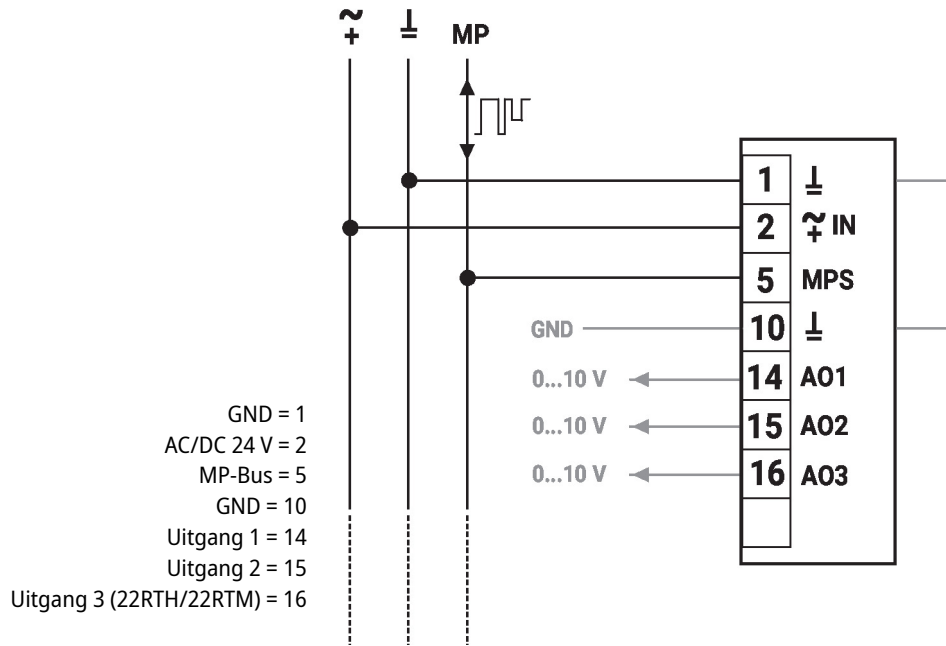 ~
+
MP
1
2 ~
+ IN
5 MPS
GND 10
0...10 V 14 AO1
0...10 V 15 AO2
0...10 V 16 AO3
GND = 1
AC/DC 24 V = 2
MP-Bus = 5
GND = 10
Uitgang 1 = 14
Uitgang 2 = 15
Uitgang 3 (22RTH/22RTM) = 16